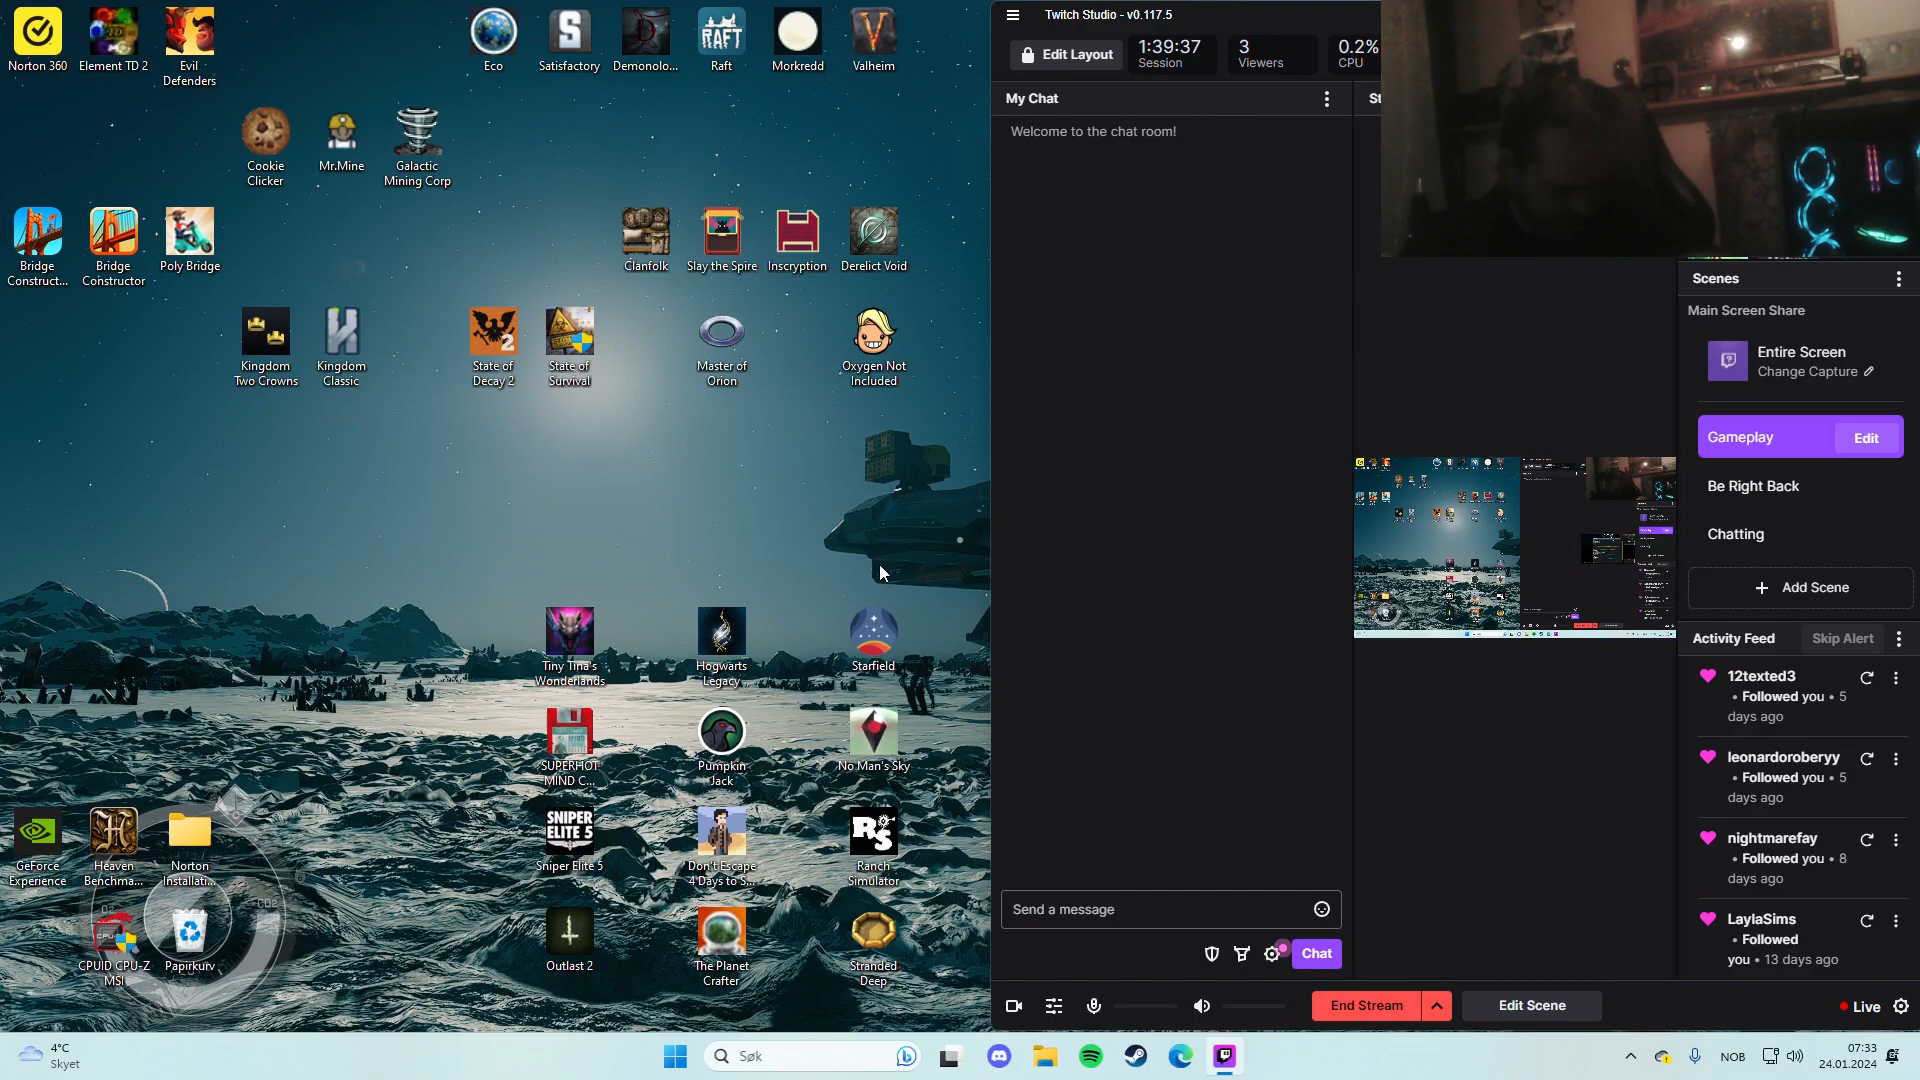 Norton 360
Element TD 2
Evil
Defenders
Eco
Satisfactory
Demonolo...
Raft
Morkredd
Valheim
Cookie
Clicker
Mr.Mine
Galactic
Mining Corp
Bridge
Construct...
Bridge
Constructor
Poly Bridge
Clanfolk
Slay the Spire
Inscryption
Derelict Void
Kingdom
Two Crowns
Kingdom
Classic
State of
Decay 2
State of
Survival
Master of
Orion
Oxygen Not
Included
Tiny Tina's
Wonderlands
Hogwarts
Legacy
Starfield
SUPERHOT
MIND C...
Pumpkin
Jack
No Man's Sky
GeForce
Experience
Heaven
Benchma...
Norton
Installati...
SNIPER
ELITE 5
Sniper Elite 5
Don't Escape
4 Days to S...
Ranch
Simulator
CPUID CPU-Z
MSI
Papirkurv
Outlast 2
The Planet
Crafter
Stranded
Deep
Twitch Studio - v0.117.5
Edit Layout
1:39:37
Session
3
Viewers
0.2%
CPU
My Chat
St
Welcome to the chat room!
Send a message
Chat
Scenes
Main Screen Share
Entire Screen
Change Capture
Gameplay
Edit
Be Right Back
Chatting
Add Scene
Activity Feed
Skip Alert
12texted3
• Followed you • 5
days ago
leonardoroberyy
• Followed you • 5
days ago
nightmarefay
• Followed you • 8
days ago
LaylaSims
• Followed
you • 13 days ago
End Stream
Edit Scene
Live
4°C
Skyet
Søk
NOB
07:33
24.01.2024